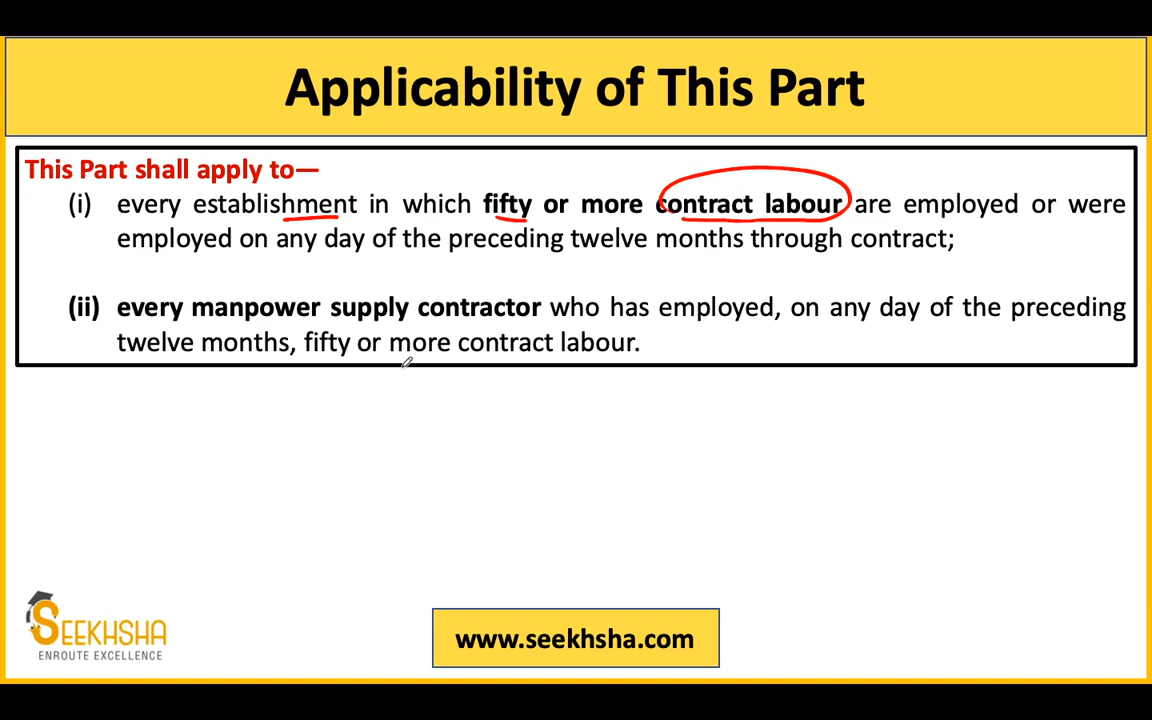 Applicability of This Part
This Part shall apply to—
(i) every establishment in which fifty or more contract labour are employed or were
employed on any day of the preceding twelve months through contract;
(ii) every manpower supply contractor who has employed, on any day of the preceding
twelve months, fifty or more contract labour.
SEEKHSHA
ENROUTE EXCELLENCE
www.seekhsha.com